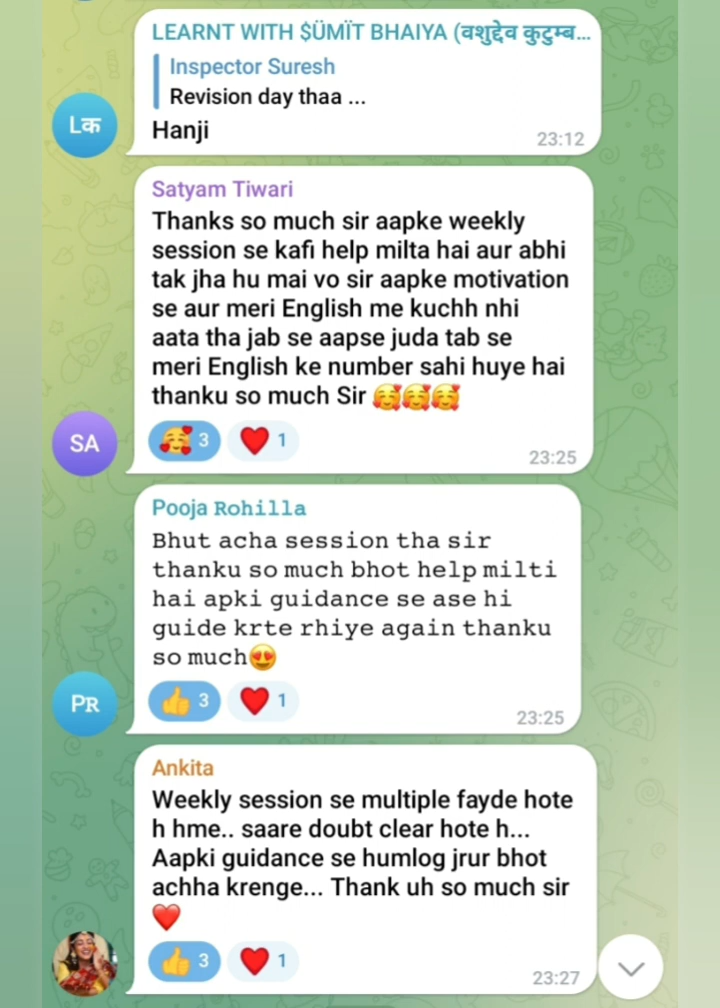 LEARNT WITH $ÜMÏT BHAIYA (वशुद्देव कुटुम्ब...
Inspector Suresh
Revision day thaa ...
Hanji
23:12
Lक
Satyam Tiwari
Thanks so much sir aapke weekly
session se kafi help milta hai aur abhi
tak jha hu mai vo sir aapke motivation
se aur meri English me kuchh nhi
aata tha jab se aapse juda tab se
meri English ke number sahi huye hai
thanku so much Sir 🥰🥰🥰
🥰 3 ❤️ 1
23:25
SA
Pooja Rohilla
Bhut acha session tha sir
thanku so much bhot help milti
hai apki guidance se ase hi
guide krte rhiye again thanku
so much😍
👍 3 ❤️ 1
23:25
PR
Ankita
Weekly session se multiple fayde hote
h hme.. saare doubt clear hote h...
Aapki guidance se humlog jrur bhot
achha krenge... Thank uh so much sir
❤️
👍 3 ❤️ 1
23:27